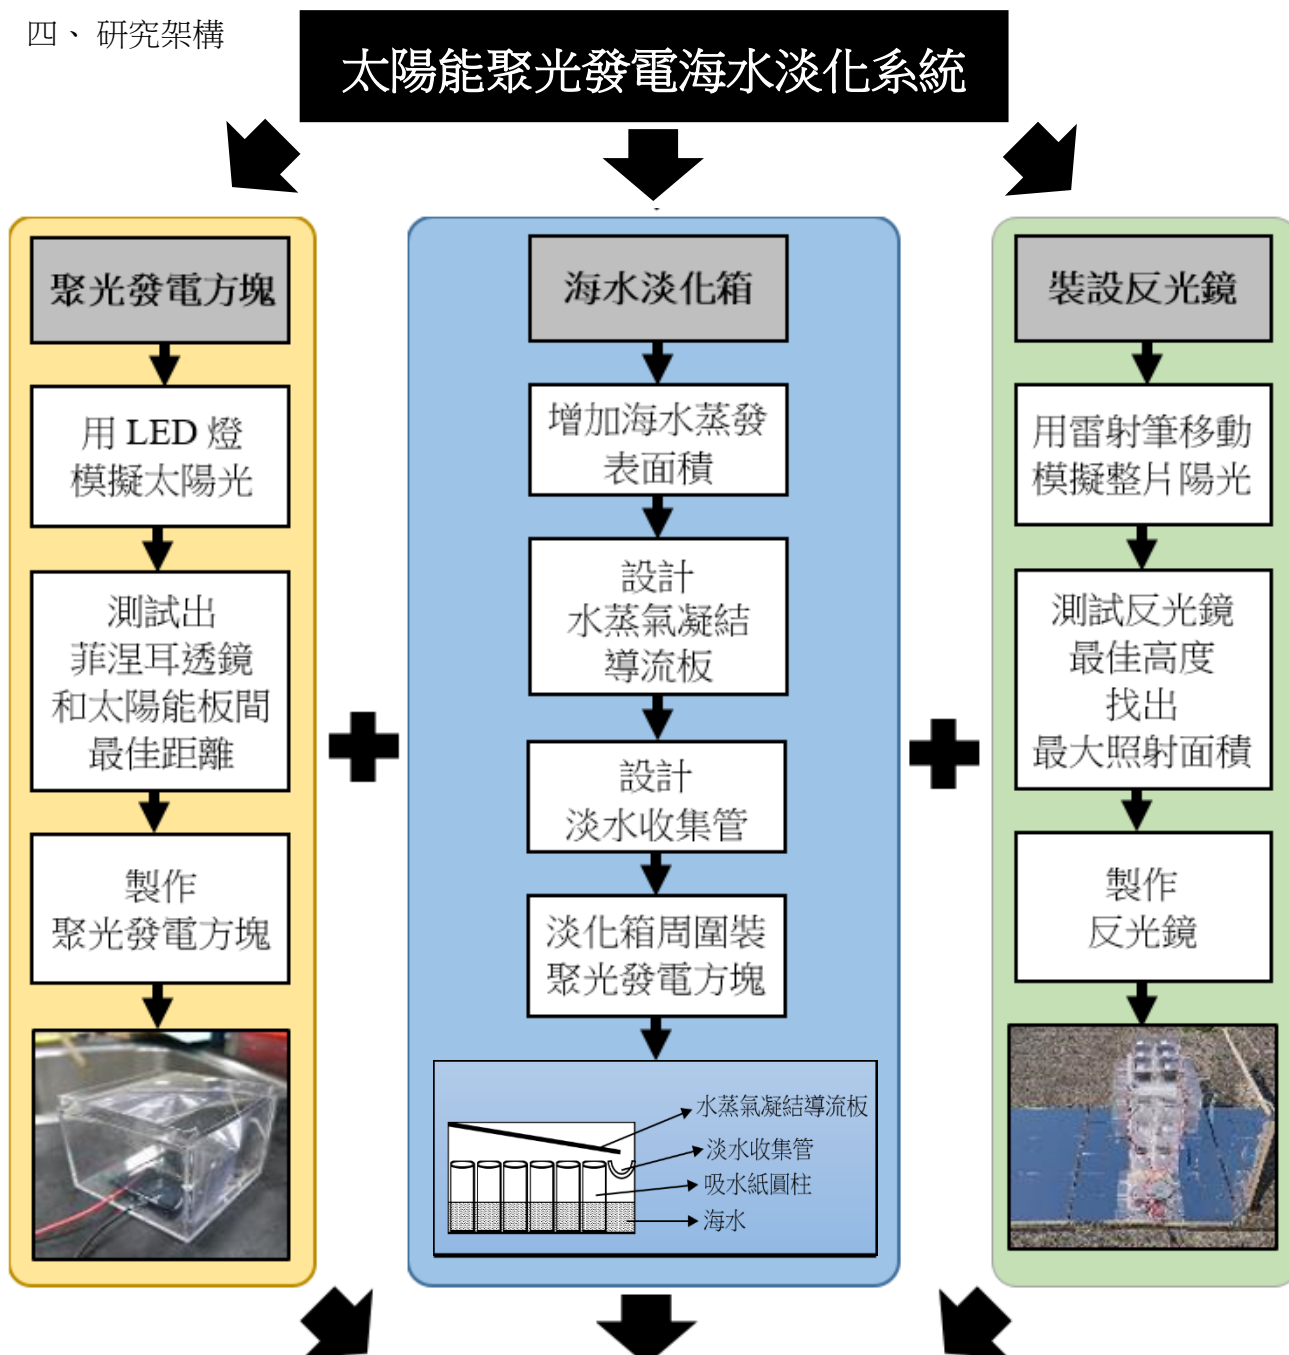 四、 研究架構
太陽能聚光發電海水淡化系統
聚光發電方塊
用 LED 燈
模擬太陽光
測試出
菲涅耳透鏡
和太陽能板間
最佳距離
製作
聚光發電方塊
海水淡化箱
增加海水蒸發
表面積
設計
水蒸氣凝結
導流板
設計
淡水收集管
淡化箱周圍裝
聚光發電方塊
水蒸氣凝結導流板
淡水收集管
吸水紙圓柱
海水
裝設反光鏡
用雷射筆移動
模擬整片陽光
測試反光鏡
最佳高度
找出
最大照射面積
製作
反光鏡